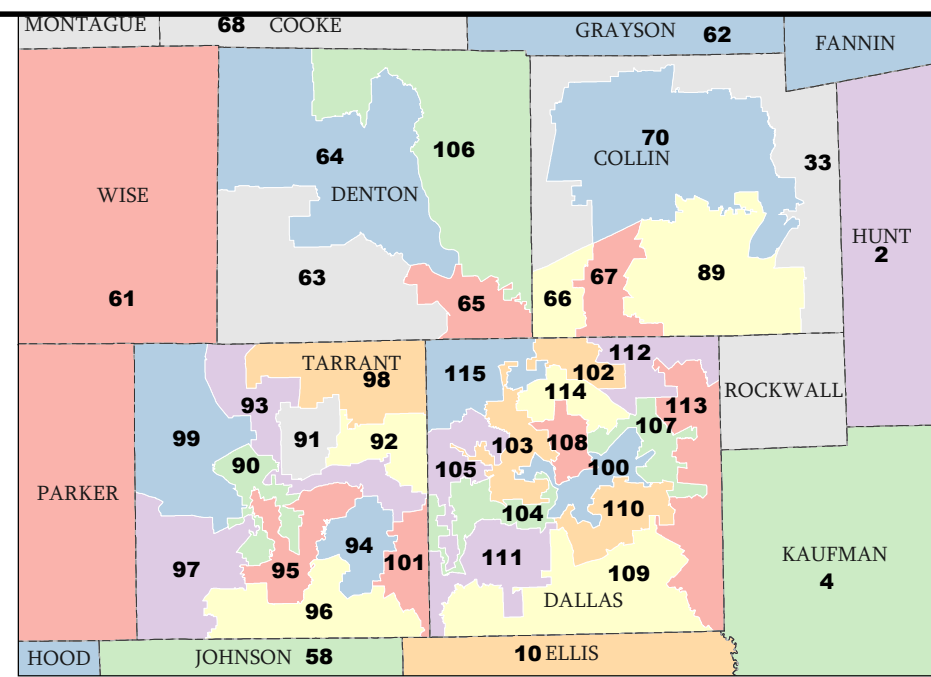 MONTAGUE 68 COOKE GRAYSON 62 FANNIN
64 106 70 COLLIN 33
WISE DENTON
HUNT 2
61 63 65 66 67 89
TARRANT 98 115 112 102
93 114 113 ROCKWALL
99 91 92 103 108 107
90 105 100
PARKER 104 110
97 95 94 101 111 109 KAUFMAN 4
96 DALLAS
HOOD JOHNSON 58 10 ELLIS